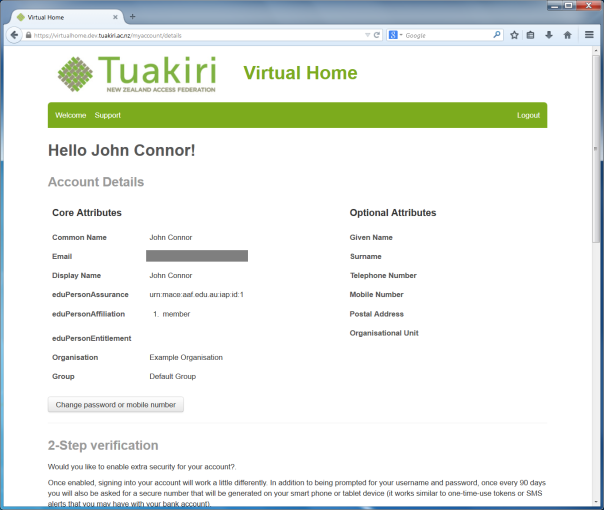 Virtual Home
https://virtualhome.dev.tuakiri.ac.nz/myaccount/details
Google
Tuakiri
NEW ZEALAND ACCESS FEDERATION
Virtual Home
Welcome Support Logout
Hello John Connor!
Account Details
Core Attributes Optional Attributes
Common Name John Connor Given Name
Email Surname
Display Name John Connor Telephone Number
eduPersonAssurance urn:mace:aaf.edu.au:iap:id:1 Mobile Number
eduPersonAffiliation 1. member Postal Address
Organisational Unit
eduPersonEntitlement
Organisation Example Organisation
Group Default Group
Change password or mobile number
2-Step verification
Would you like to enable extra security for your account?.
Once enabled, signing into your account will work a little differently. In addition to being prompted for your username and password, once every 90 days
you will also be asked for a secure number that will be generated on your smart phone or tablet device (it works similar to one-time-use tokens or SMS
alerts that you may have with your bank account).